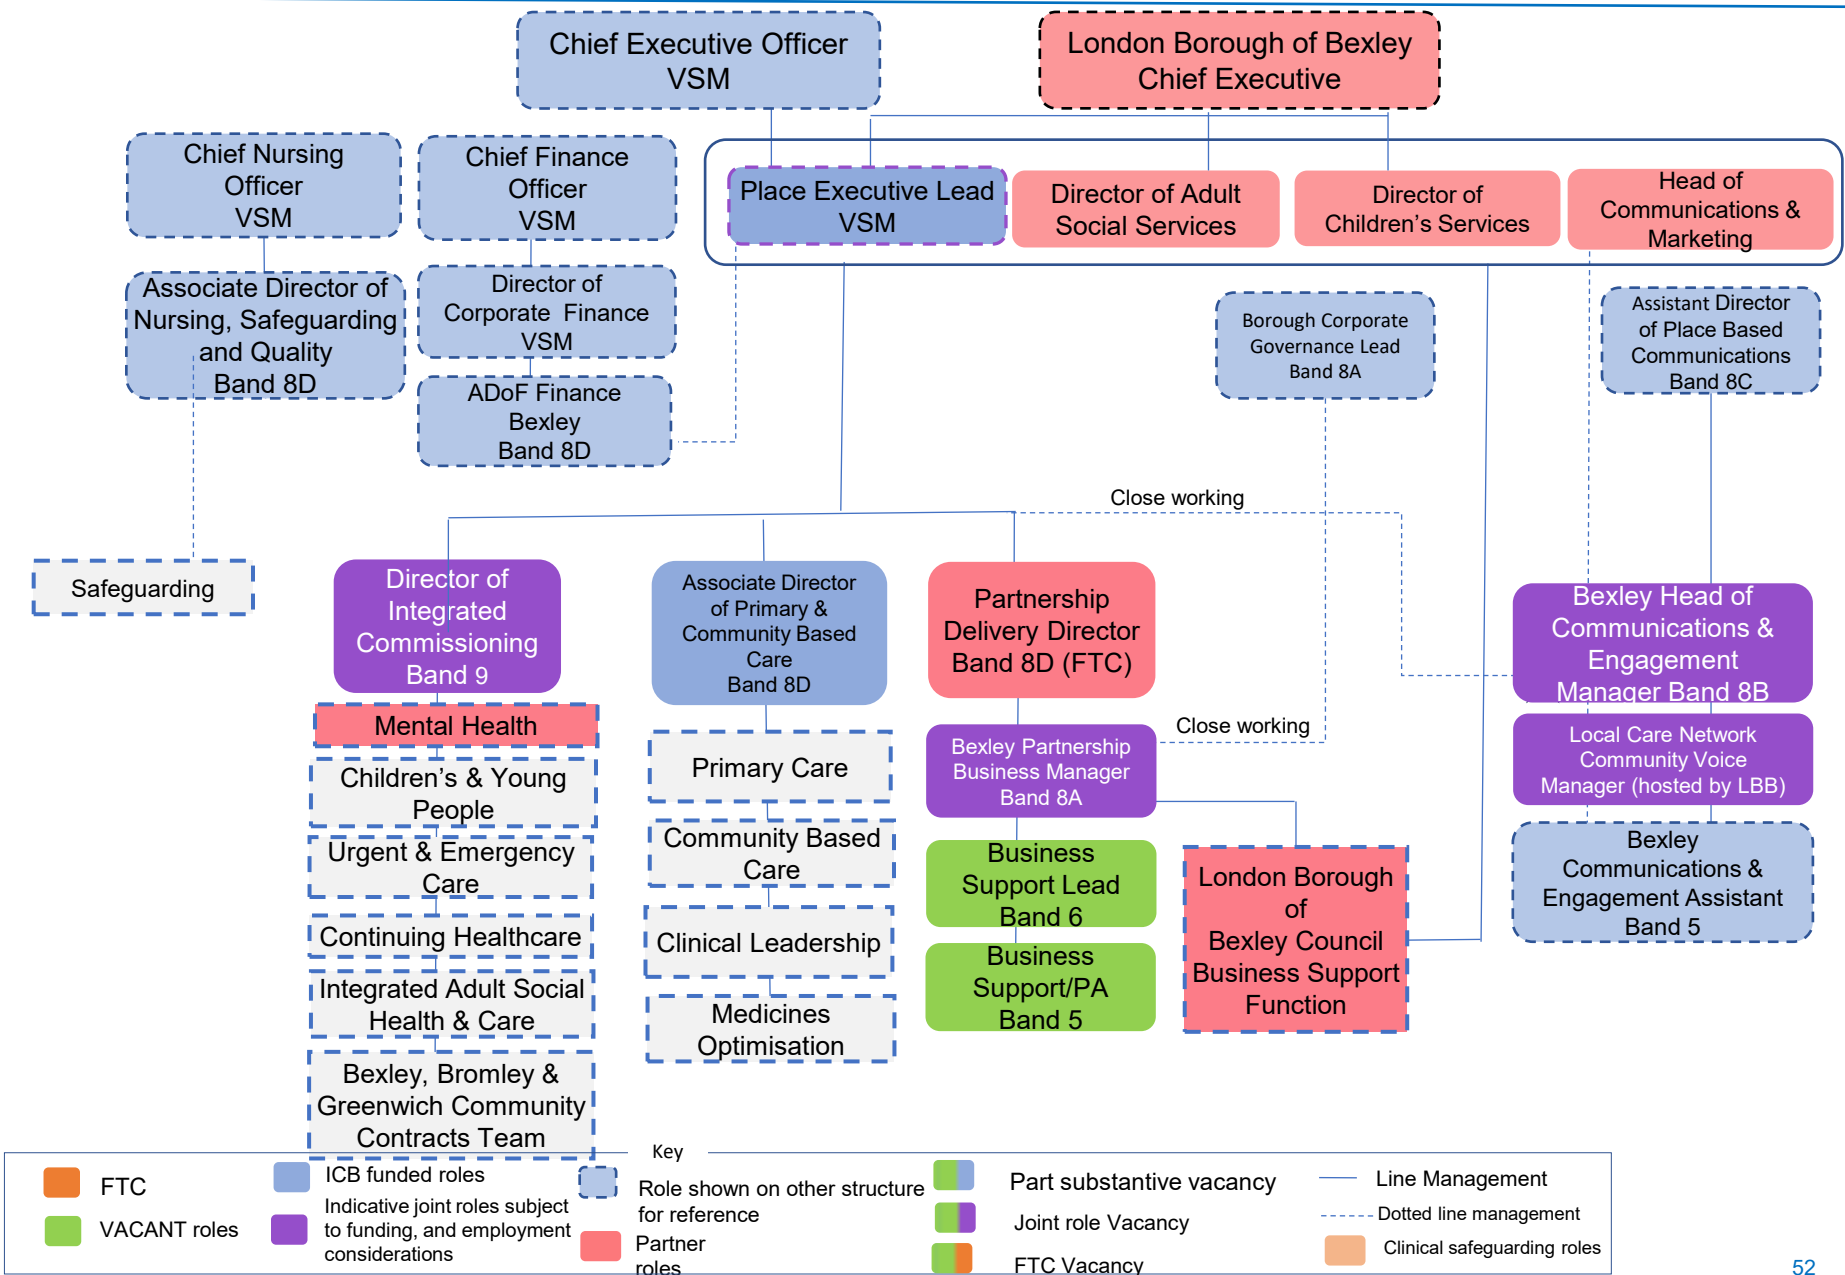 Chief Executive Officer
VSM
London Borough of Bexley
Chief Executive
Chief Nursing
Officer
VSM
Chief Finance
Officer
VSM
Place Executive Lead
VSM
Director of Adult
Social Services
Director of
Children’s Services
Head of
Communications &
Marketing
Associate Director of
Nursing, Safeguarding
and Quality
Band 8D
Director of
Corporate Finance
VSM
ADoF Finance
Bexley
Band 8D
Borough Corporate
Governance Lead
Band 8A
Assistant Director
of Place Based
Communications
Band 8C
Close working
Safeguarding
Director of
Integrated
Commissioning
Band 9
Mental Health
Children’s & Young
People
Urgent & Emergency
Care
Continuing Healthcare
Integrated Adult Social
Health & Care
Bexley, Bromley &
Greenwich Community
Contracts Team
Associate Director
of Primary &
Community Based
Care
Band 8D
Primary Care
Community Based
Care
Clinical Leadership
Medicines
Optimisation
Partnership
Delivery Director
Band 8D (FTC)
Close working
Bexley Partnership
Business Manager
Band 8A
Business
Support Lead
Band 6
Business
Support/PA
Band 5
London Borough
of
Bexley Council
Business Support
Function
Bexley Head of
Communications &
Engagement
Manager Band 8B
Local Care Network
Community Voice
Manager (hosted by LBB)
Bexley
Communications &
Engagement Assistant
Band 5
Key
FTC
VACANT roles
ICB funded roles
Indicative joint roles subject
to funding, and employment
considerations
Role shown on other structure
for reference
Partner
roles
Part substantive vacancy
Joint role Vacancy
FTC Vacancy
Line Management
Dotted line management
Clinical safeguarding roles
52